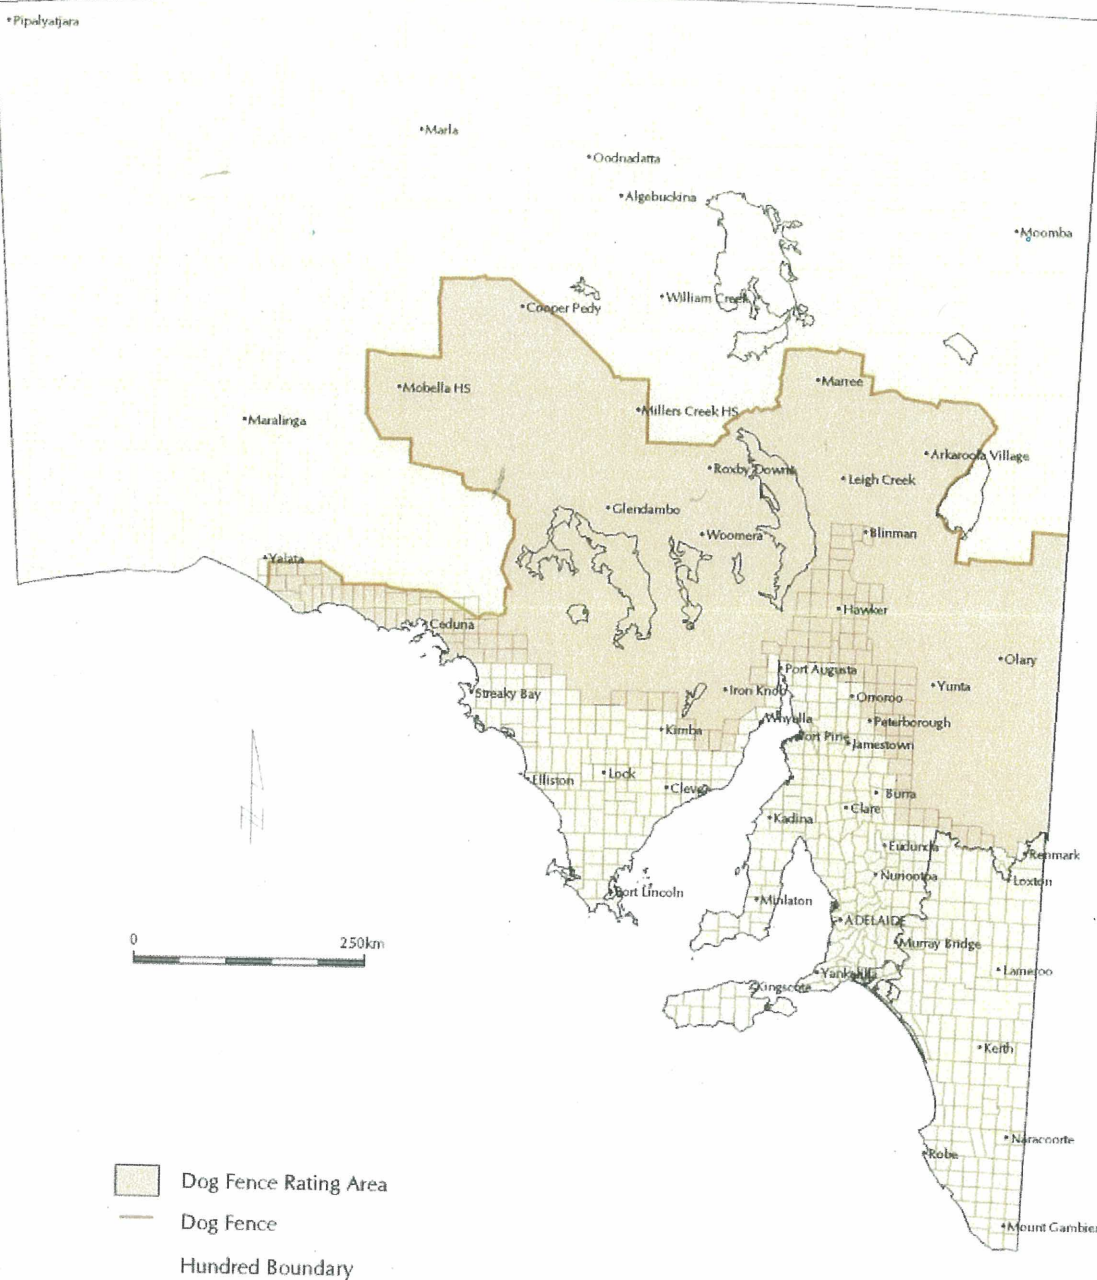 Pipalyatjara
Marla
Oodnadatta
Algebuckina
Moomba
William Creek
Cooper Pedy
Marree
Mobella HS
Millers Creek HS
Maralinga
Arkaroola Village
Roxby Downs
Leigh Creek
Glendambo
Woomera
Blinman
Yalata
Hawker
Ceduna
Olary
Port Augusta
Yunta
Iron Knob
Streaky Bay
Orroroo
Whyalla
Peterborough
Kimba
Port Pirie
Jamestown
Lock
Elliston
Cleve
Burra
Clare
Kadina
Eudunda
Renmark
Nuriootpa
Loxton
Port Lincoln
Minlaton
ADELAIDE
Murray Bridge
0
250km
Lameroo
Yankalilla
Kingscote
Keith
Naracoorte
Robe
Dog Fence Rating Area
Dog Fence
Mount Gambier
Hundred Boundary